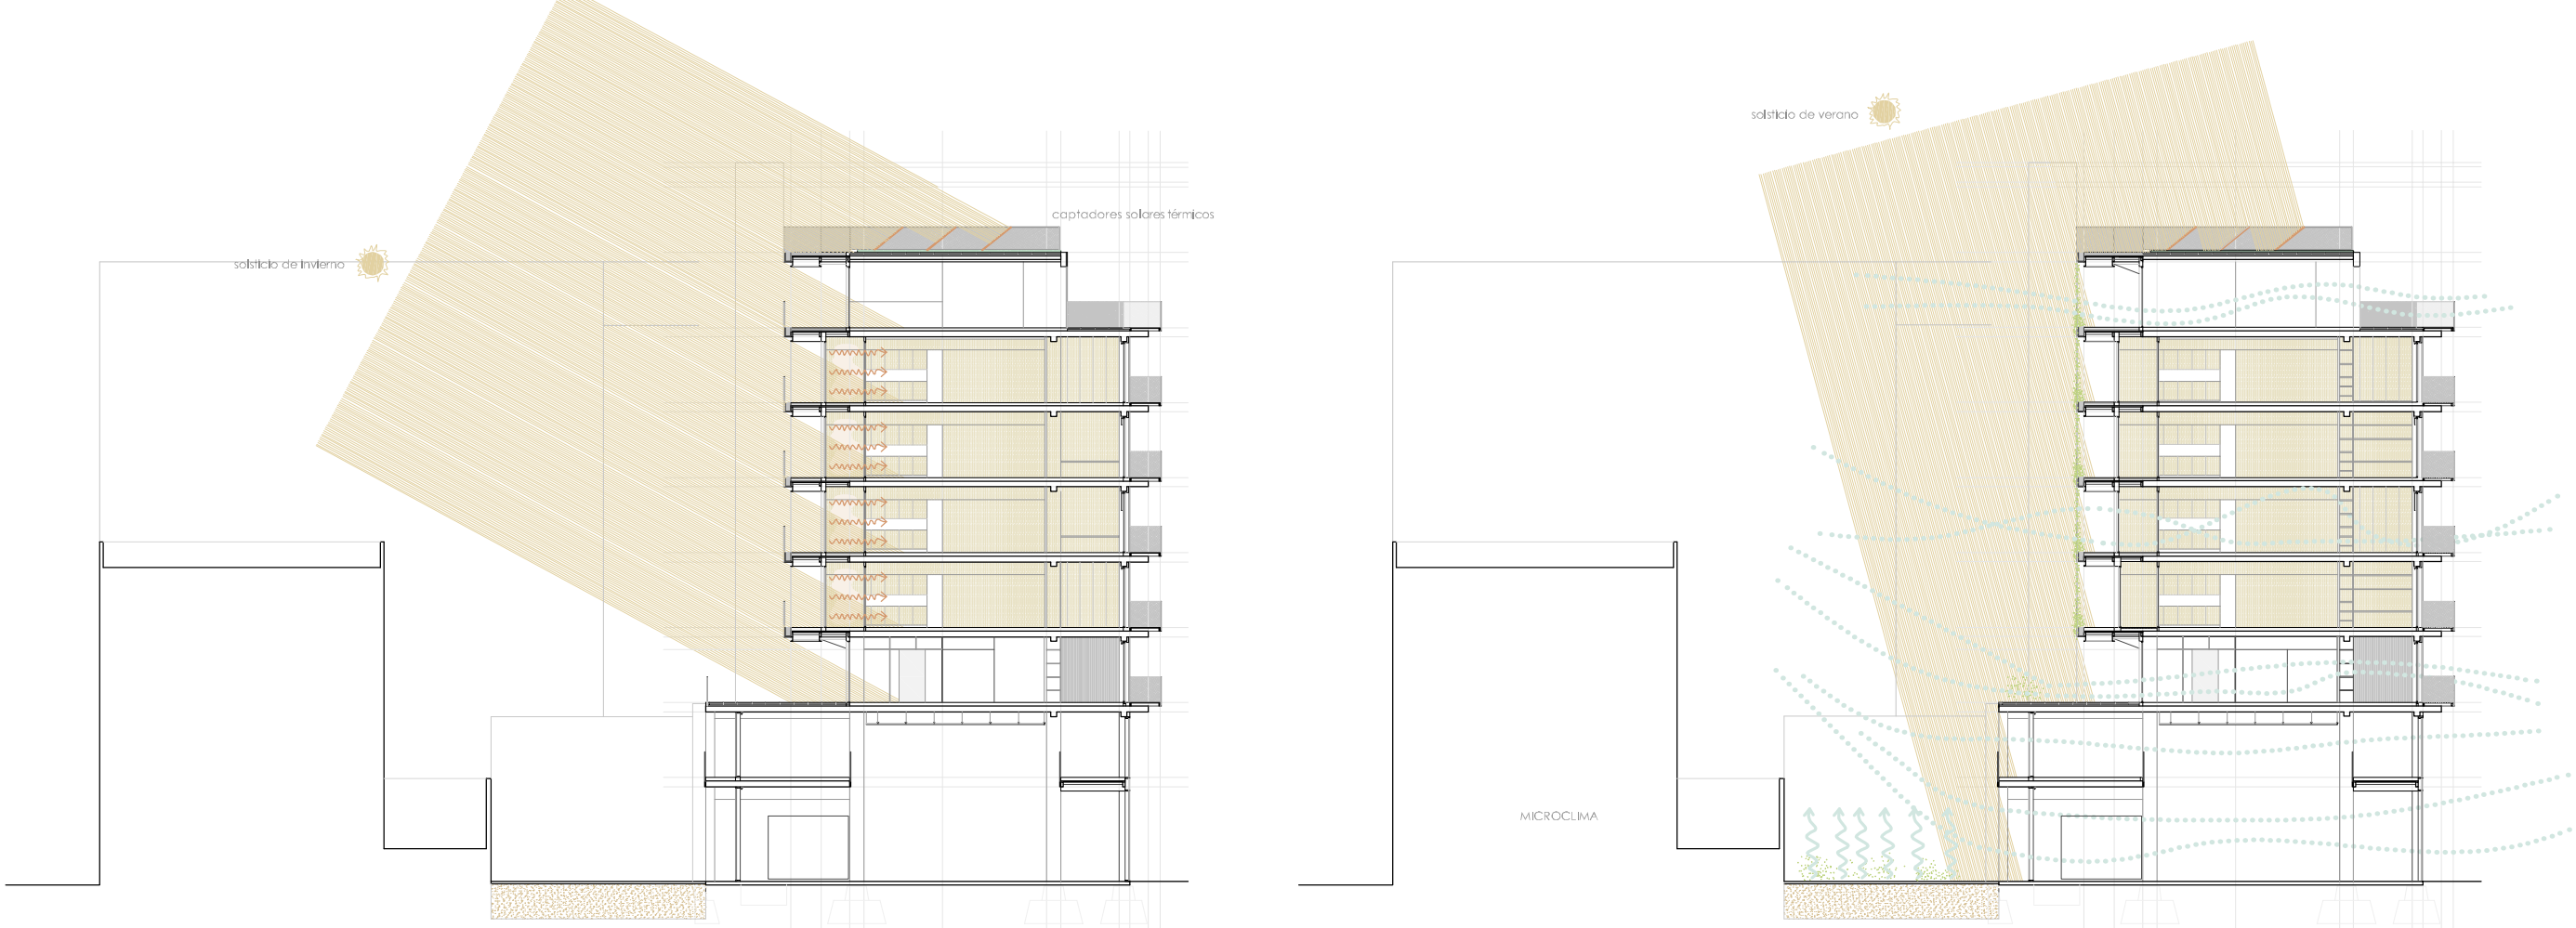 solsticio de verano
captadores solares térmicos
solsticio de invierno
MICROCLIMA